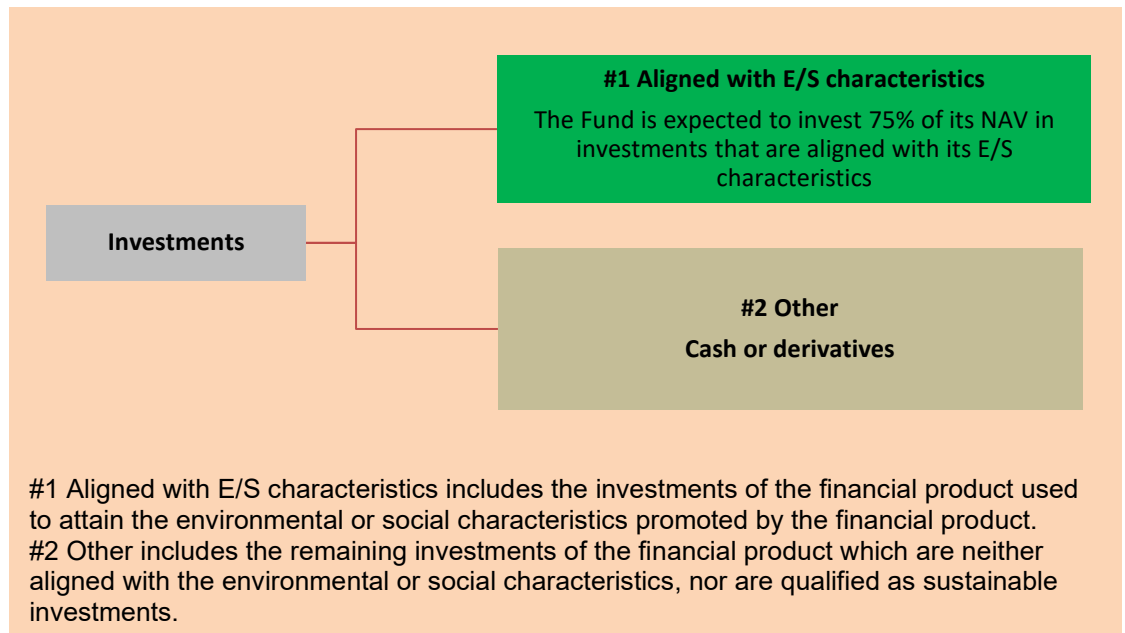 #1 Aligned with E/S characteristics
The Fund is expected to invest 75% of its NAV in
investments that are aligned with its E/S
characteristics
Investments
#2 Other
Cash or derivatives
#1 Aligned with E/S characteristics includes the investments of the financial product used
to attain the environmental or social characteristics promoted by the financial product.
#2 Other includes the remaining investments of the financial product which are neither
aligned with the environmental or social characteristics, nor are qualified as sustainable
investments.